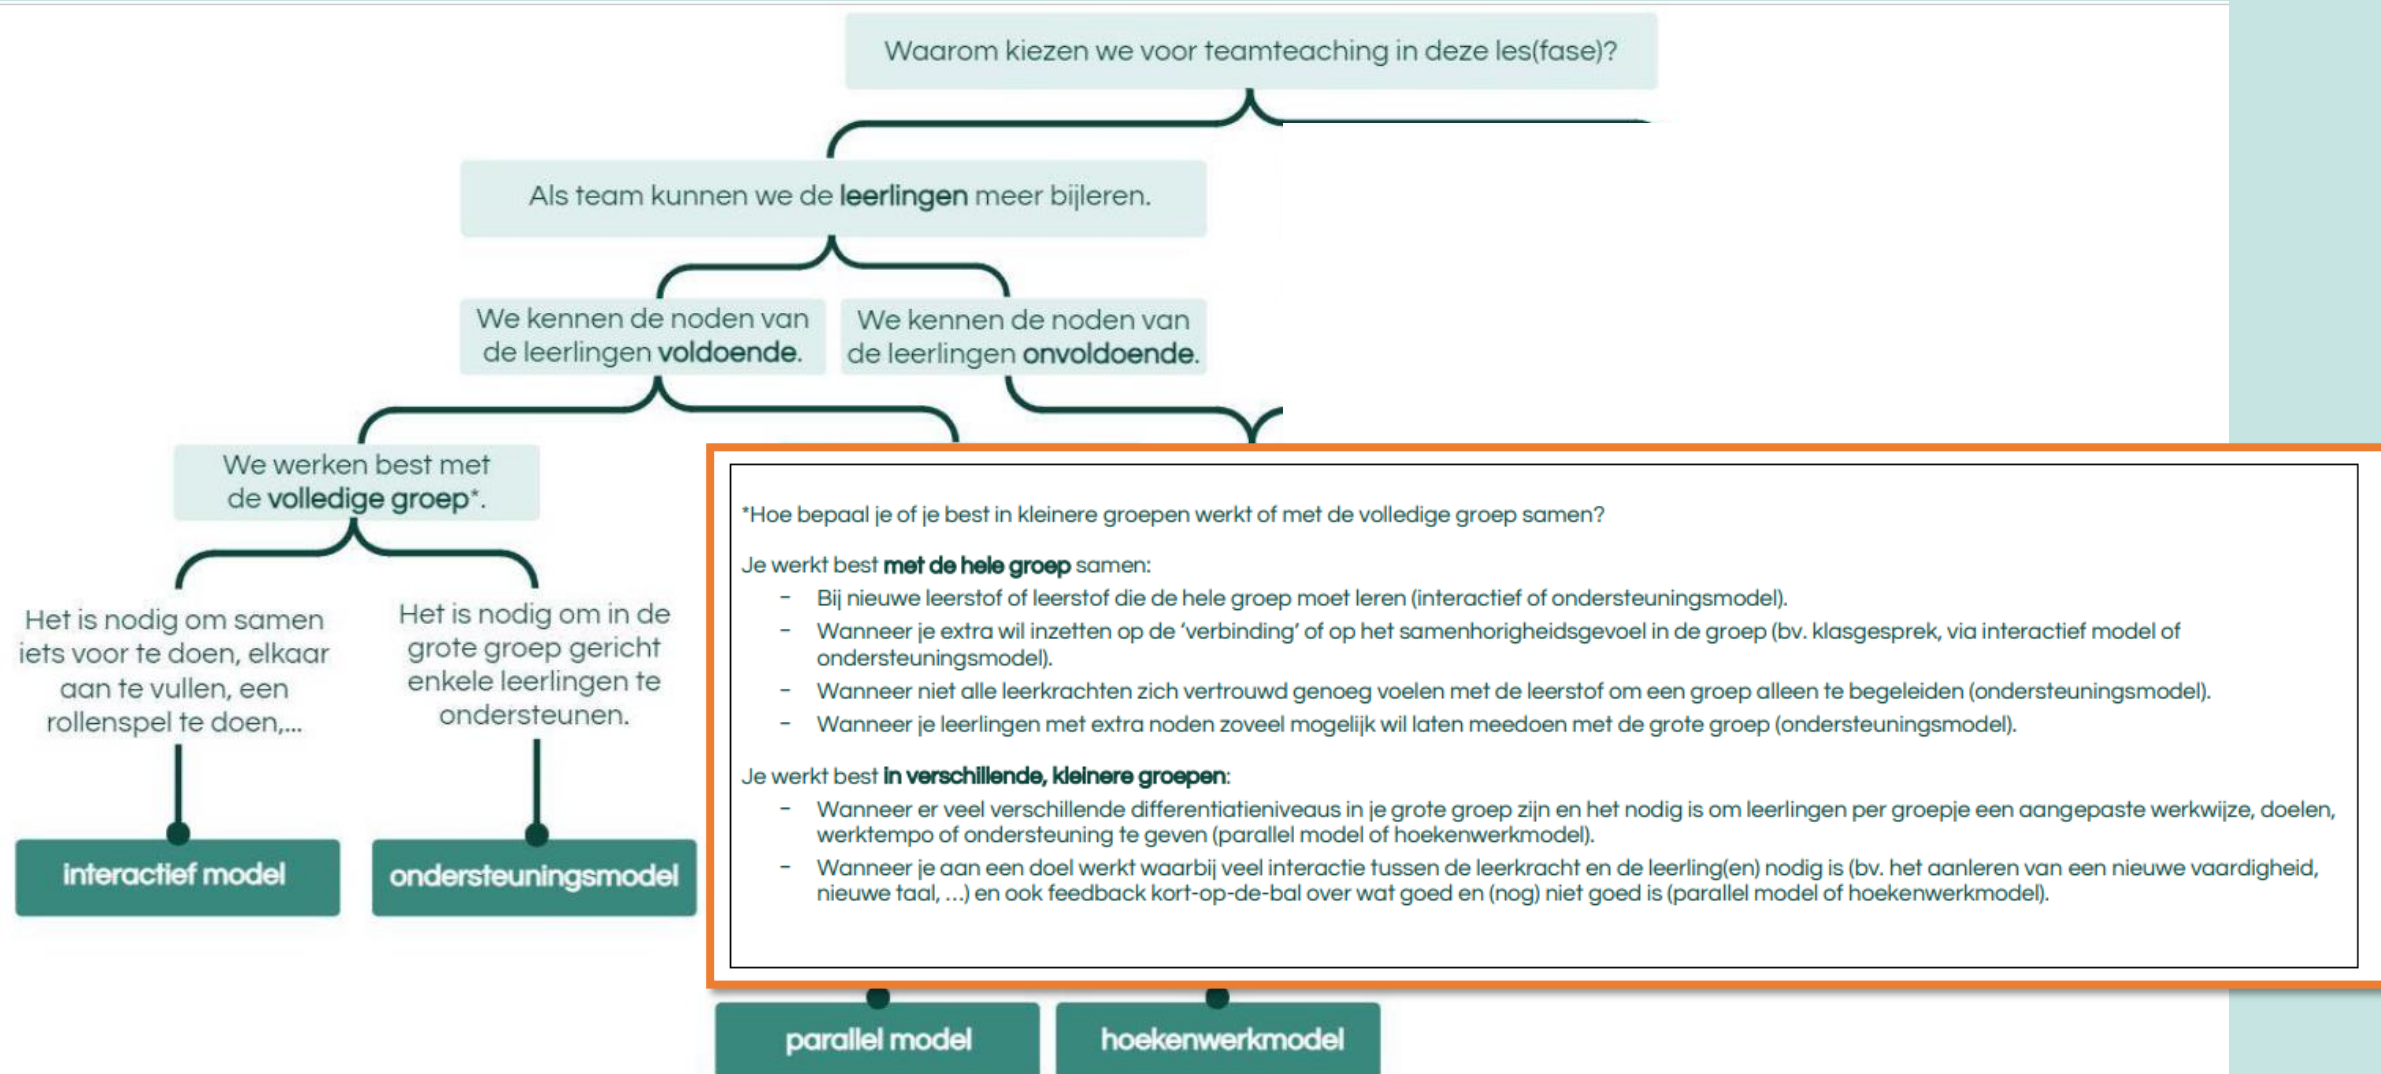 Waarom kiezen we voor teamteaching in deze les(fase)?
Als team kunnen we de leerlingen meer bijleren.
We kennen de noden van
de leerlingen voldoende.
We kennen de noden van
de leerlingen onvoldoende.
We werken best met
de volledige groep*.
Het is nodig om samen
iets voor te doen, elkaar
aan te vullen, een
rollenspel te doen,...
Het is nodig om in de
grote groep gericht
enkele leerlingen te
ondersteunen.
interactief model
ondersteuningsmodel
*Hoe bepaal je of je best in kleinere groepen werkt of met de volledige groep samen?
Je werkt best met de hele groep samen:
- Bij nieuwe leerstof of leerstof die de hele groep moet leren (interactief of ondersteuningsmodel).
- Wanneer je extra wil inzetten op de ‘verbinding’ of op het samenhorigheidsgevoel in de groep (bv. klasgesprek, via interactief model of
ondersteuningsmodel).
- Wanneer niet alle leerkrachten zich vertrouwd genoeg voelen met de leerstof om een groep alleen te begeleiden (ondersteuningsmodel).
- Wanneer je leerlingen met extra noden zoveel mogelijk wil laten meedoen met de grote groep (ondersteuningsmodel).
Je werkt best in verschillende, kleinere groepen:
- Wanneer er veel verschillende differentiatieniveaus in je grote groep zijn en het nodig is om leerlingen per groepje een aangepaste werkwijze, doelen,
werktempo of ondersteuning te geven (parallel model of hoekenwerkmodel).
- Wanneer je aan een doel werkt waarbij veel interactie tussen de leerkracht en de leerling(en) nodig is (bv. het aanleren van een nieuwe vaardigheid,
nieuwe taal, ...) en ook feedback kort-op-de-bal over wat goed en (nog) niet goed is (parallel model of hoekenwerkmodel).
parallel model
hoekenwerkmodel